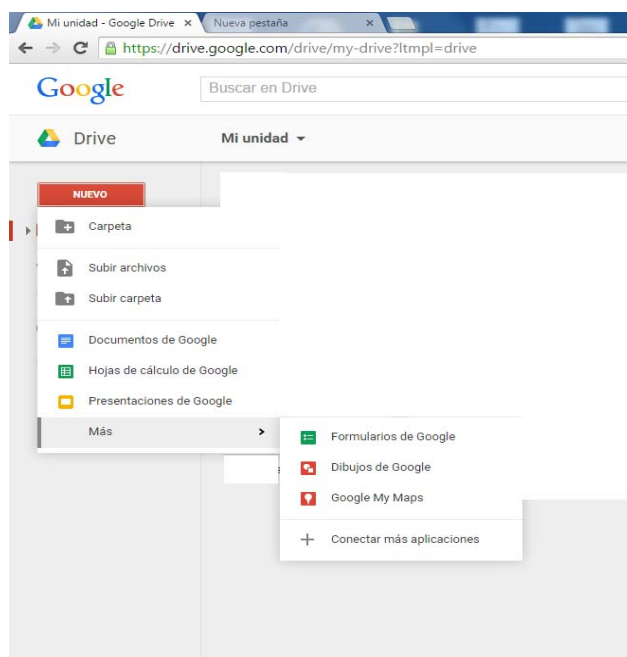 Mi unidad - Google Drive
Nueva pestaña
https://drive.google.com/drive/my-drive?ltmpl=drive
Google
Buscar en Drive
Drive
Mi unidad
NUEVO
Carpeta
Subir archivos
Subir carpeta
Documentos de Google
Hojas de cálculo de Google
Presentaciones de Google
Más
Formularios de Google
Dibujos de Google
Google My Maps
Conectar más aplicaciones